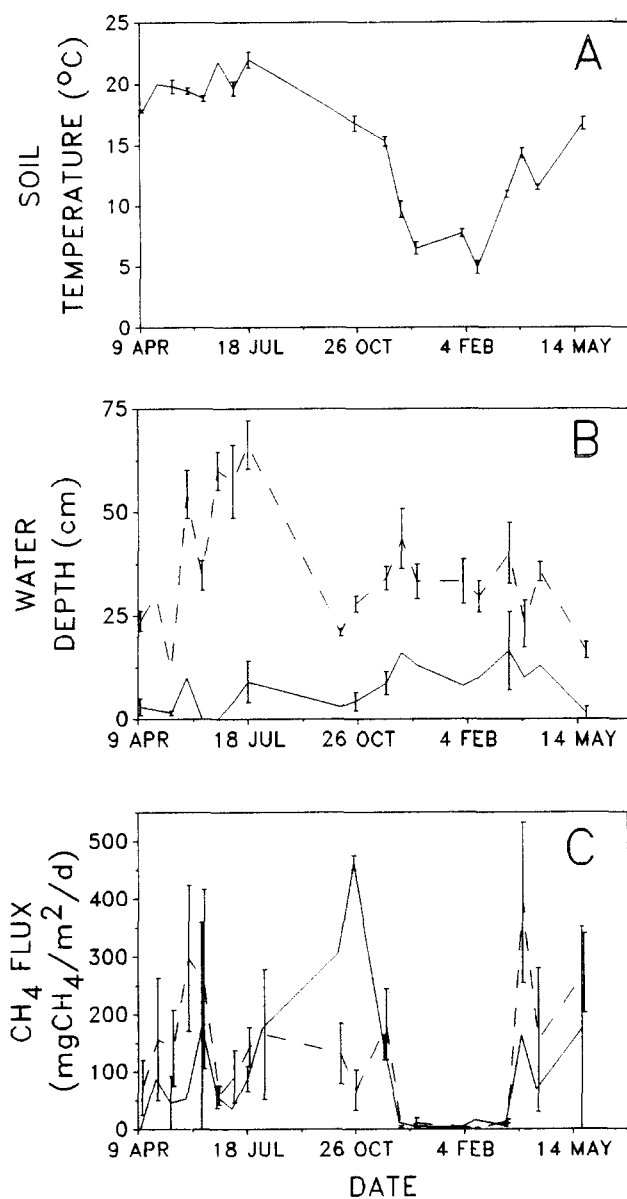 A
25
20
15
10
5
0
SOIL
TEMPERATURE (°C)
9 APR 18 JUL 26 OCT 4 FEB 14 MAY
B
75
50
25
0
WATER
DEPTH (cm)
9 APR 18 JUL 26 OCT 4 FEB 14 MAY
C
500
400
300
200
100
0
CH4 FLUX
(mgCH4/m2/d)
9 APR 18 JUL 26 OCT 4 FEB 14 MAY
DATE